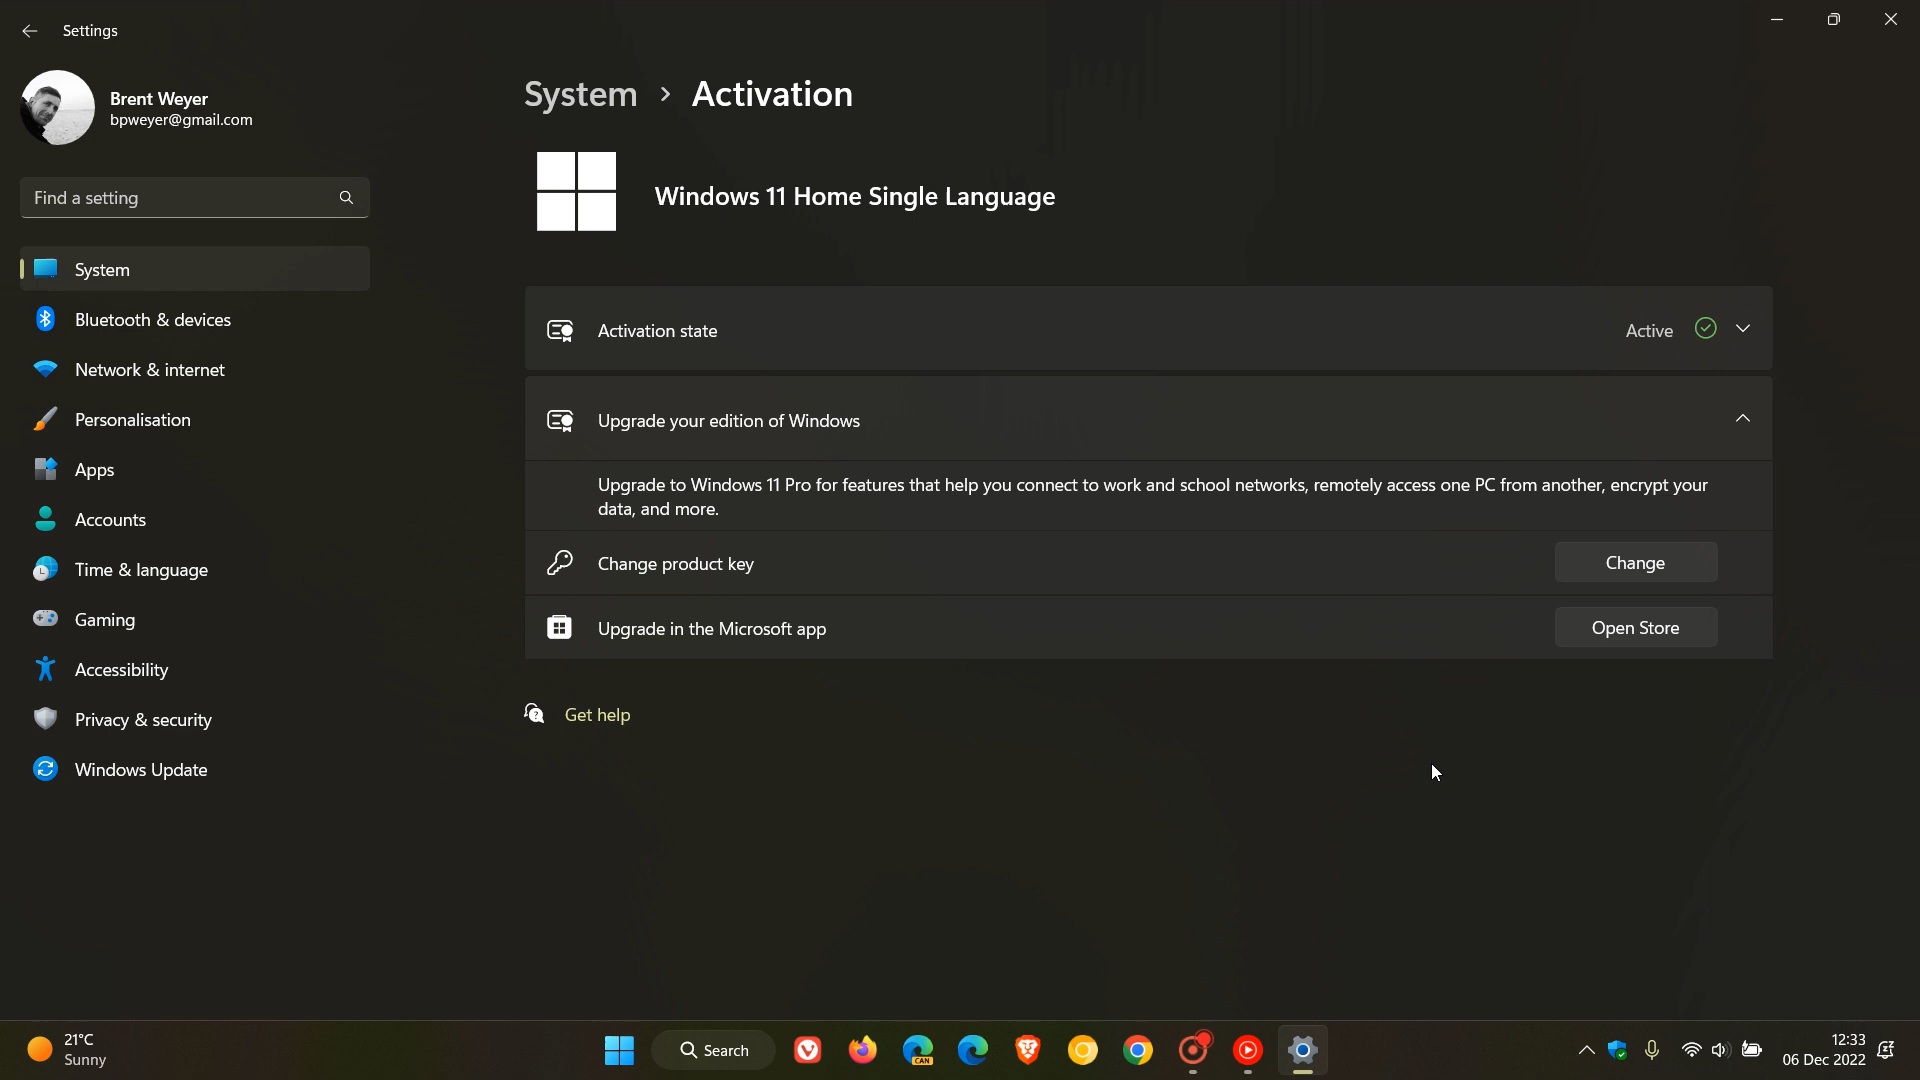 Settings
Brent Weyer
bpweyer@gmail.com
Find a setting
System
Bluetooth & devices
Network & internet
Personalisation
Apps
Accounts
Time & language
Gaming
Accessibility
Privacy & security
Windows Update
System > Activation
Windows 11 Home Single Language
Activation state
Active
Upgrade your edition of Windows
Upgrade to Windows 11 Pro for features that help you connect to work and school networks, remotely access one PC from another, encrypt your
data, and more.
Change product key
Change
Upgrade in the Microsoft app
Open Store
Get help
21°C
Sunny
Search
CAN
12:33
06 Dec 2022